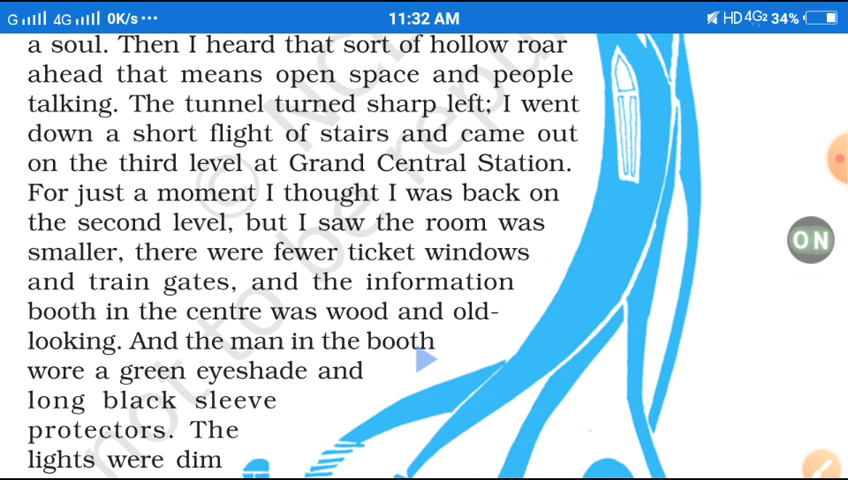 G 4G 0K/s ••• 11:32 AM HD 4G2 34%
a soul. Then I heard that sort of hollow roar
ahead that means open space and people
talking. The tunnel turned sharp left; I went
down a short flight of stairs and came out
on the third level at Grand Central Station.
For just a moment I thought I was back on
the second level, but I saw the room was
smaller, there were fewer ticket windows
and train gates, and the information
booth in the centre was wood and old-
looking. And the man in the booth
wore a green eyeshade and
long black sleeve
protectors. The
lights were dim
ON
© NC
not to be repu